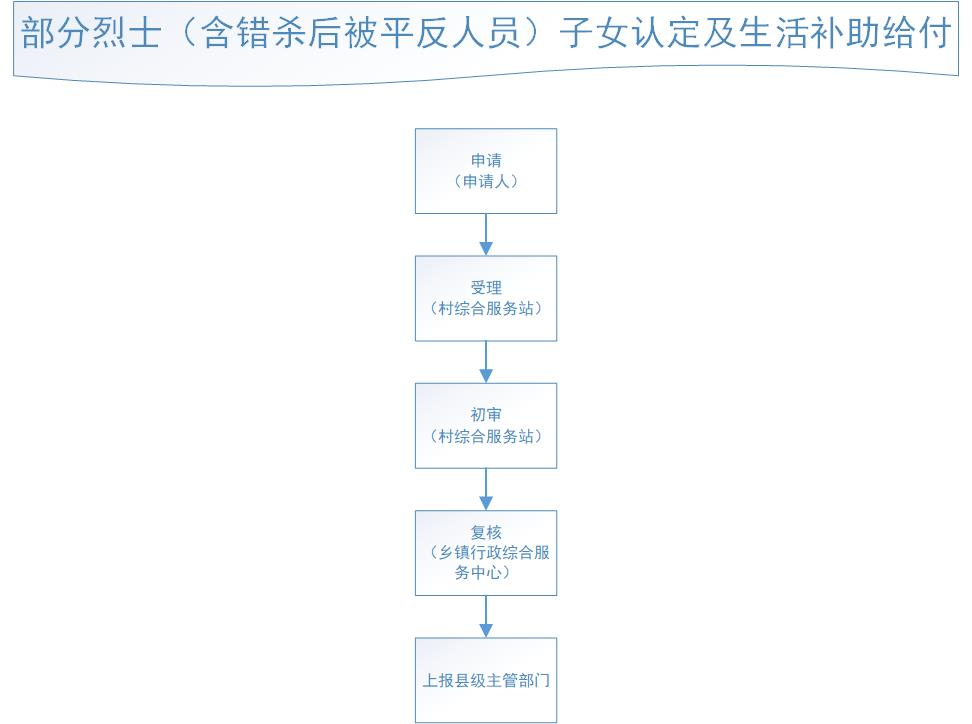 部分烈士（含错杀后被平反人员）子女认定及生活补助给付
申请
（申请人）
受理
（村综合服务站）
初审
（村综合服务站）
复核
（乡镇行政综合服
务中心）
上报县级主管部门